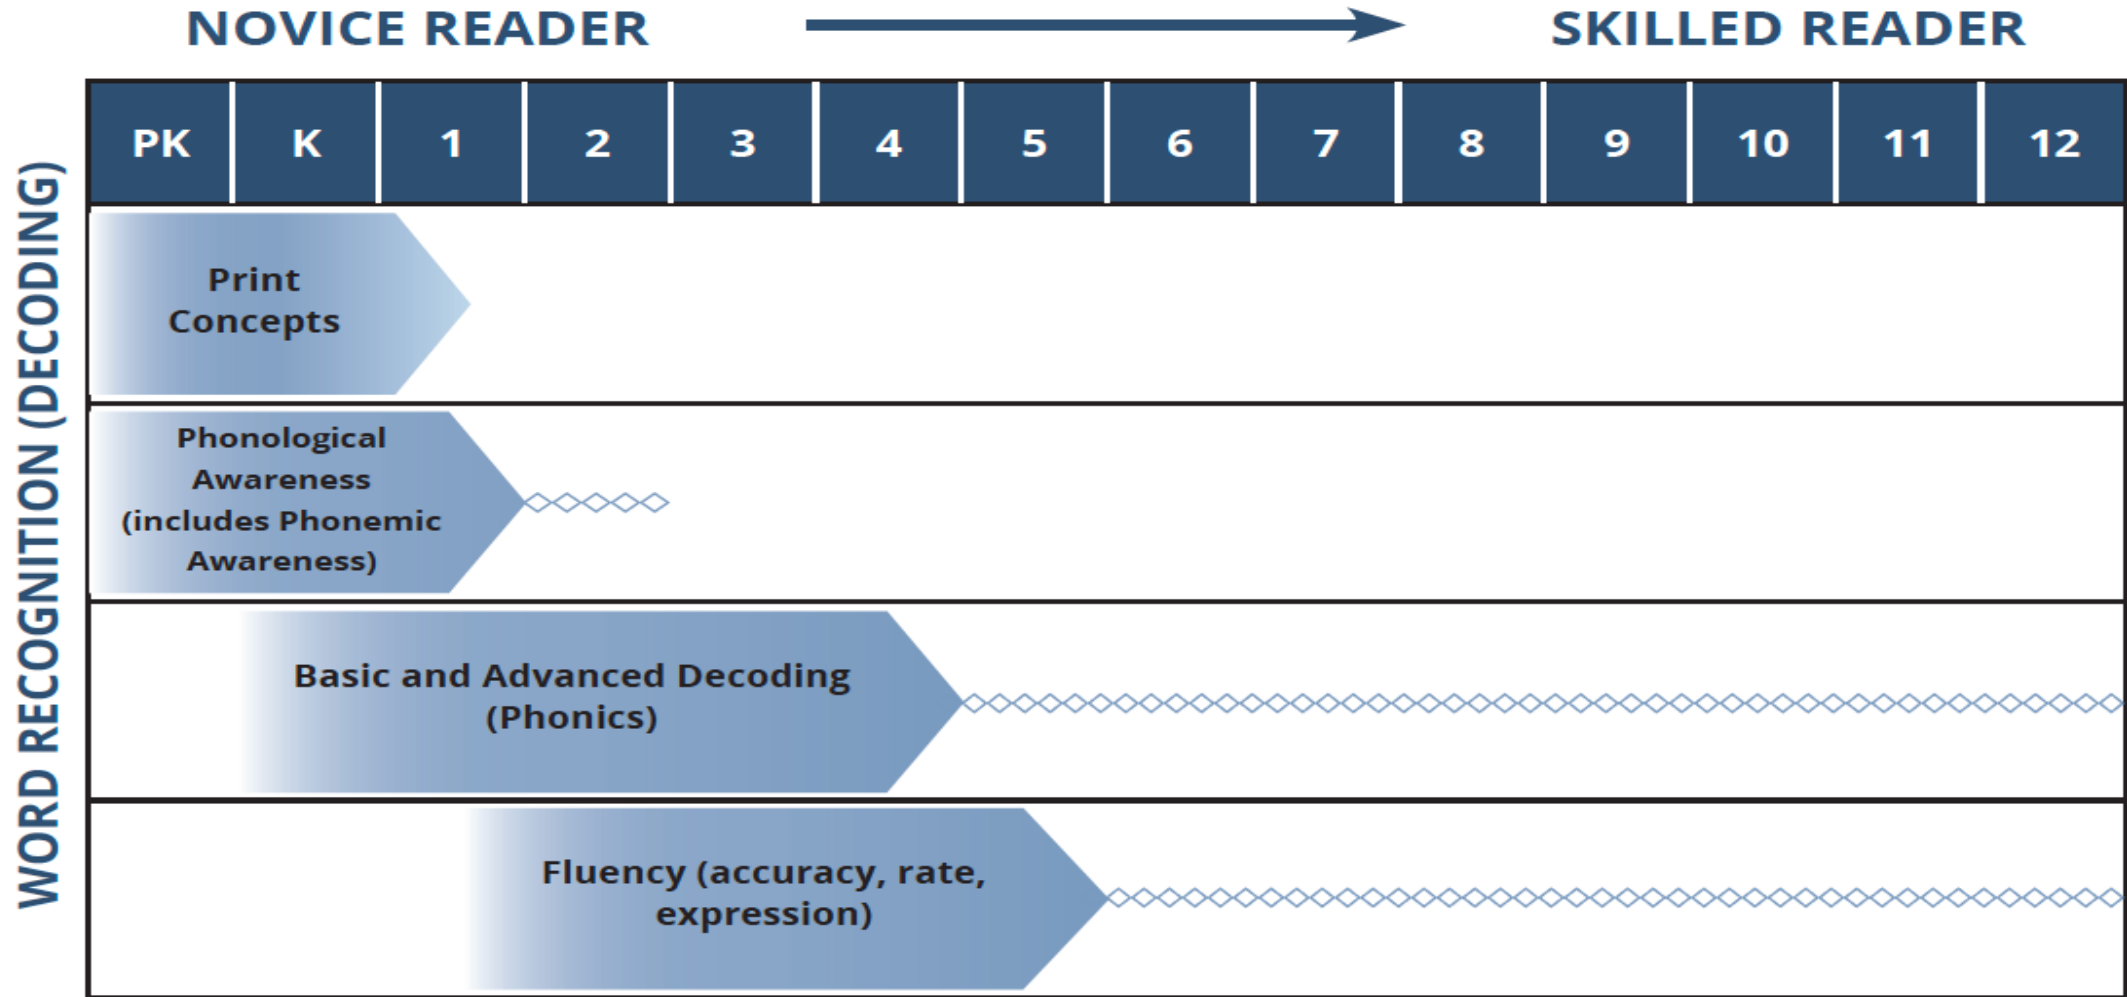 NOVICE READER SKILLED READER
PK K 1 2 3 4 5 6 7 8 9 10 11 12
WORD RECOGNITION (DECODING)
Print
Concepts
Phonological
Awareness
(includes Phonemic
Awareness)
Basic and Advanced Decoding
(Phonics)
Fluency (accuracy, rate,
expression)